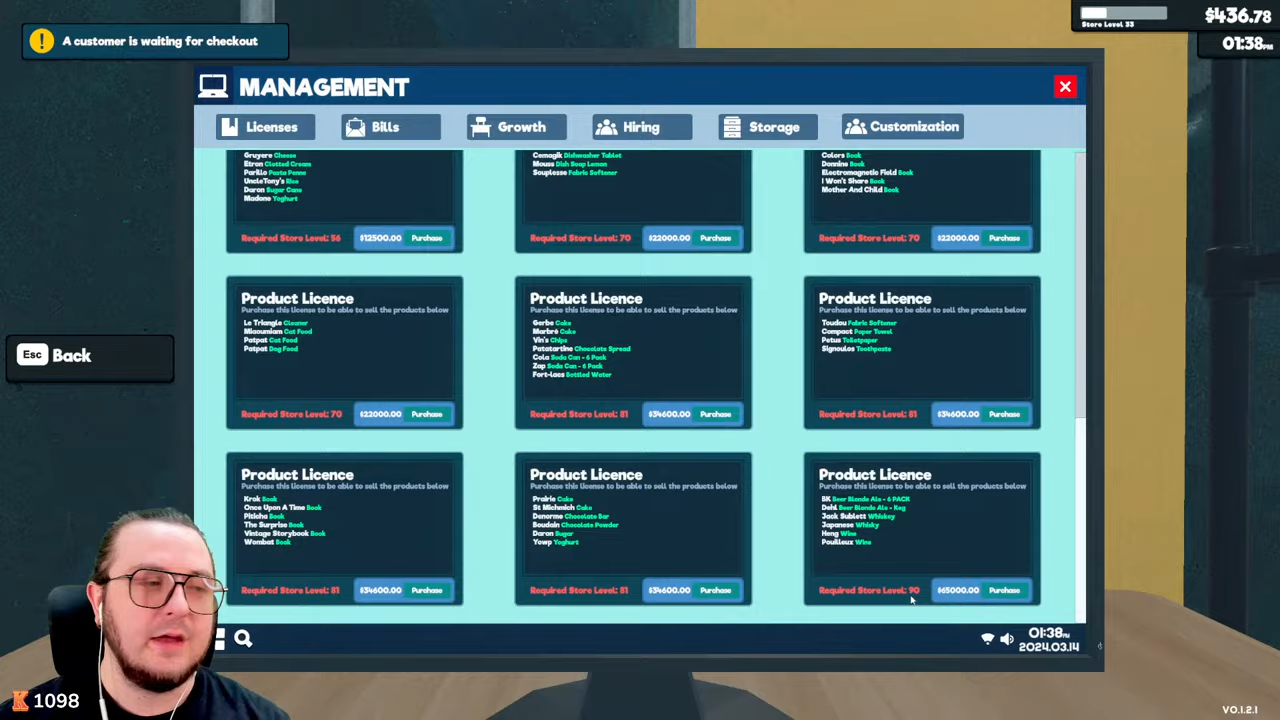 A customer is waiting for checkout
Store Level 33
$436.78
01:38PM
MANAGEMENT
Licenses
Bills
Growth
Hiring
Storage
Customization
Gruyere Cheese
Etron Clotted Cream
Parillo Pasta Penne
UncleTony's Rice
Daron Sugar Cane
Madone Yoghurt
Required Store Level: 56
$12500.00 Purchase
Cemagik Dishwasher Tablet
Mouss Dish Soap Lemon
Souplesse Fabric Softener
Required Store Level: 70
$22000.00 Purchase
Colors Book
Donnine Book
Electromagnetic Field Book
I Won't Share Book
Mother And Child Book
Required Store Level: 70
$22000.00 Purchase
Esc Back
Product Licence
Purchase this license to be able to sell the products below
Le Triangle Cleaner
Miaoumian Cat Food
Patpat Cat Food
Patpat Dog Food
Required Store Level: 70
$22000.00 Purchase
Product Licence
Purchase this license to be able to sell the products below
Gerbe Cake
Marbré Cake
Vin's Chips
Patatartine Chocolate Spread
Cola Soda Can - 6 Pack
Zap Soda Can - 6 Pack
Fort-laes Bottled Water
Required Store Level: 81
$34600.00 Purchase
Product Licence
Purchase this license to be able to sell the products below
Toudou Fabric Softener
Compact Paper Towel
Petus Toiletpaper
Signoulos Toothpaste
Required Store Level: 81
$34600.00 Purchase
Product Licence
Purchase this license to be able to sell the products below
Krok Book
Once Upon A Time Book
Piticha Book
The Surprise Book
Vintage Storybook Book
Wombat Book
Required Store Level: 81
$34600.00 Purchase
Product Licence
Purchase this license to be able to sell the products below
Prairie Cake
St Michmich Cake
Denorme Chocolate Bar
Boudain Chocolate Powder
Daron Sugar
Yowp Yoghurt
Required Store Level: 81
$34600.00 Purchase
Product Licence
Purchase this license to be able to sell the products below
BK Beer Blonde Ale - 6 PACK
Dehl Beer Blonde Ale - Keg
Jack Sublett Whiskey
Japanese Whisky
Heng Wine
Pouilleux Wine
Required Store Level: 90
$65000.00 Purchase
01:38PM
2024.03.14
K 1098
V0.1.2.1